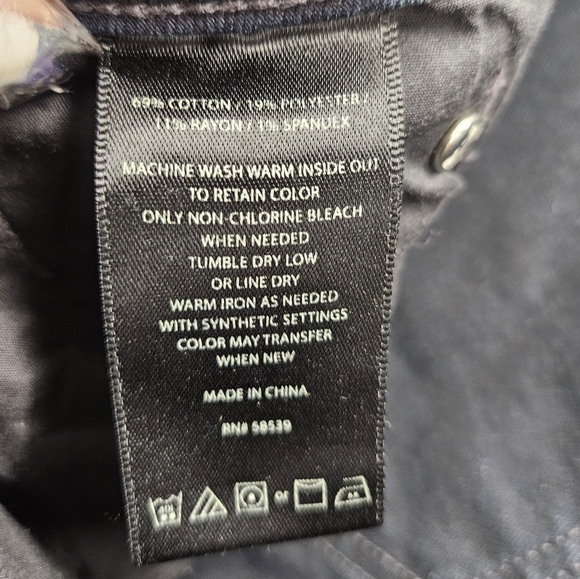 69% COTTON / 19% POLYESTER /
11% RAYON / 1% SPANDEX
MACHINE WASH WARM INSIDE OUT
TO RETAIN COLOR
ONLY NON-CHLORINE BLEACH
WHEN NEEDED
TUMBLE DRY LOW
OR LINE DRY
WARM IRON AS NEEDED
WITH SYNTHETIC SETTINGS
COLOR MAY TRANSFER
WHEN NEW
MADE IN CHINA
RN# 58539
or